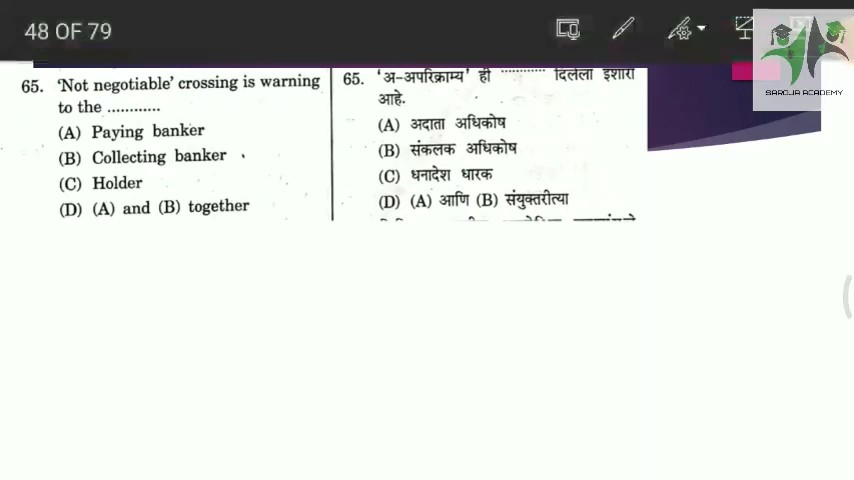 48 OF 79
SAROJA ACADEMY
65. 'Not negotiable' crossing is warning
to the ............
(A) Paying banker
(B) Collecting banker
(C) Holder
(D) (A) and (B) together
65. 'अ-अपरिक्राम्य' ही ............ दिलेला इशारा
आहे.
(A) अदाता अधिकोष
(B) संकलक अधिकोष
(C) धनादेश धारक
(D) (A) आणि (B) संयुक्तरीत्या